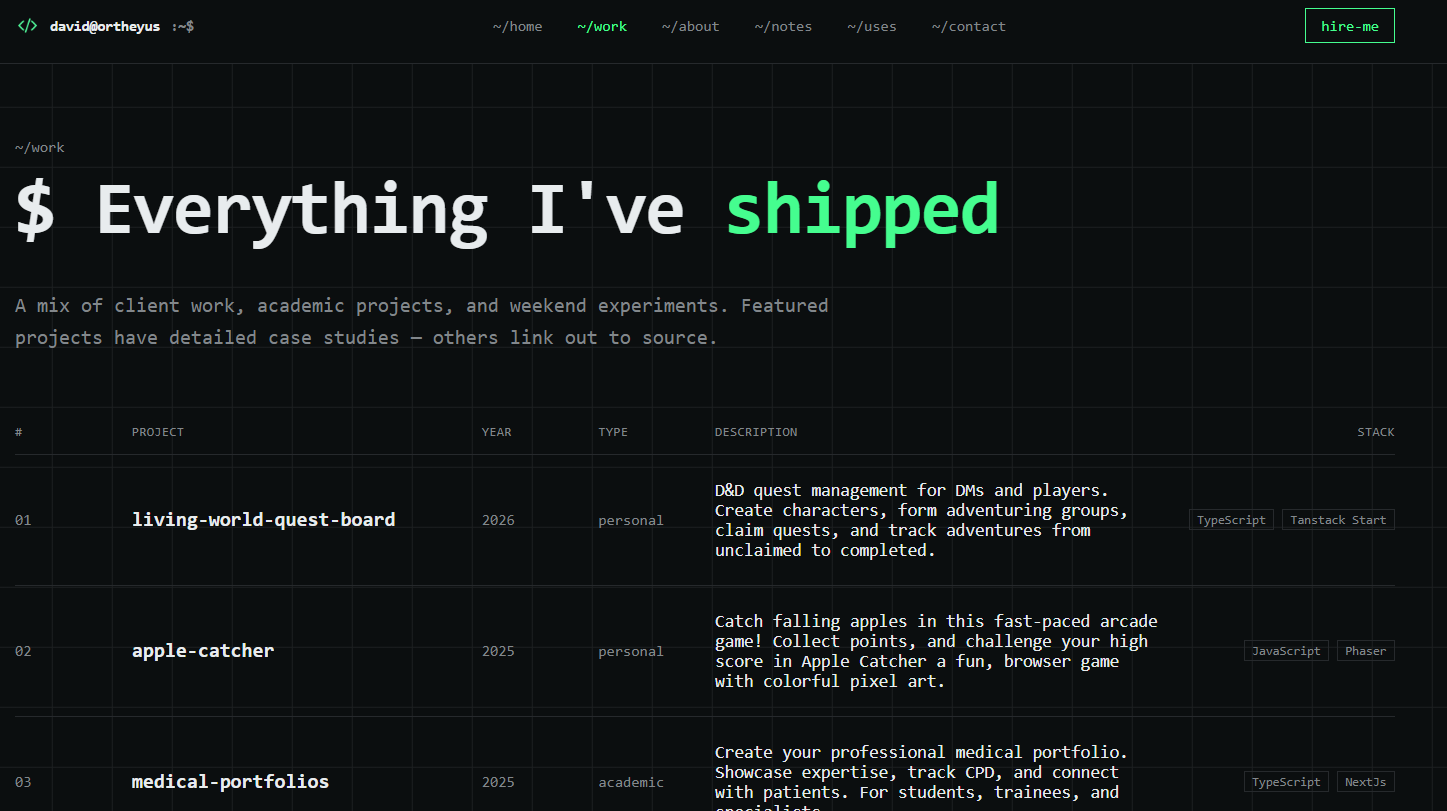 </> david@ortheyus :~$
~/home ~/work ~/about ~/notes ~/uses ~/contact
hire-me
~/work
$ Everything I've shipped
A mix of client work, academic projects, and weekend experiments. Featured
projects have detailed case studies — others link out to source.
# PROJECT YEAR TYPE DESCRIPTION STACK
01 living-world-quest-board 2026 personal
D&D quest management for DMs and players.
Create characters, form adventuring groups,
claim quests, and track adventures from
unclaimed to completed.
TypeScript Tanstack Start
02 apple-catcher 2025 personal
Catch falling apples in this fast-paced arcade
game! Collect points, and challenge your high
score in Apple Catcher a fun, browser game
with colorful pixel art.
JavaScript Phaser
03 medical-portfolios 2025 academic
Create your professional medical portfolio.
Showcase expertise, track CPD, and connect
with patients. For students, trainees, and
TypeScript NextJs